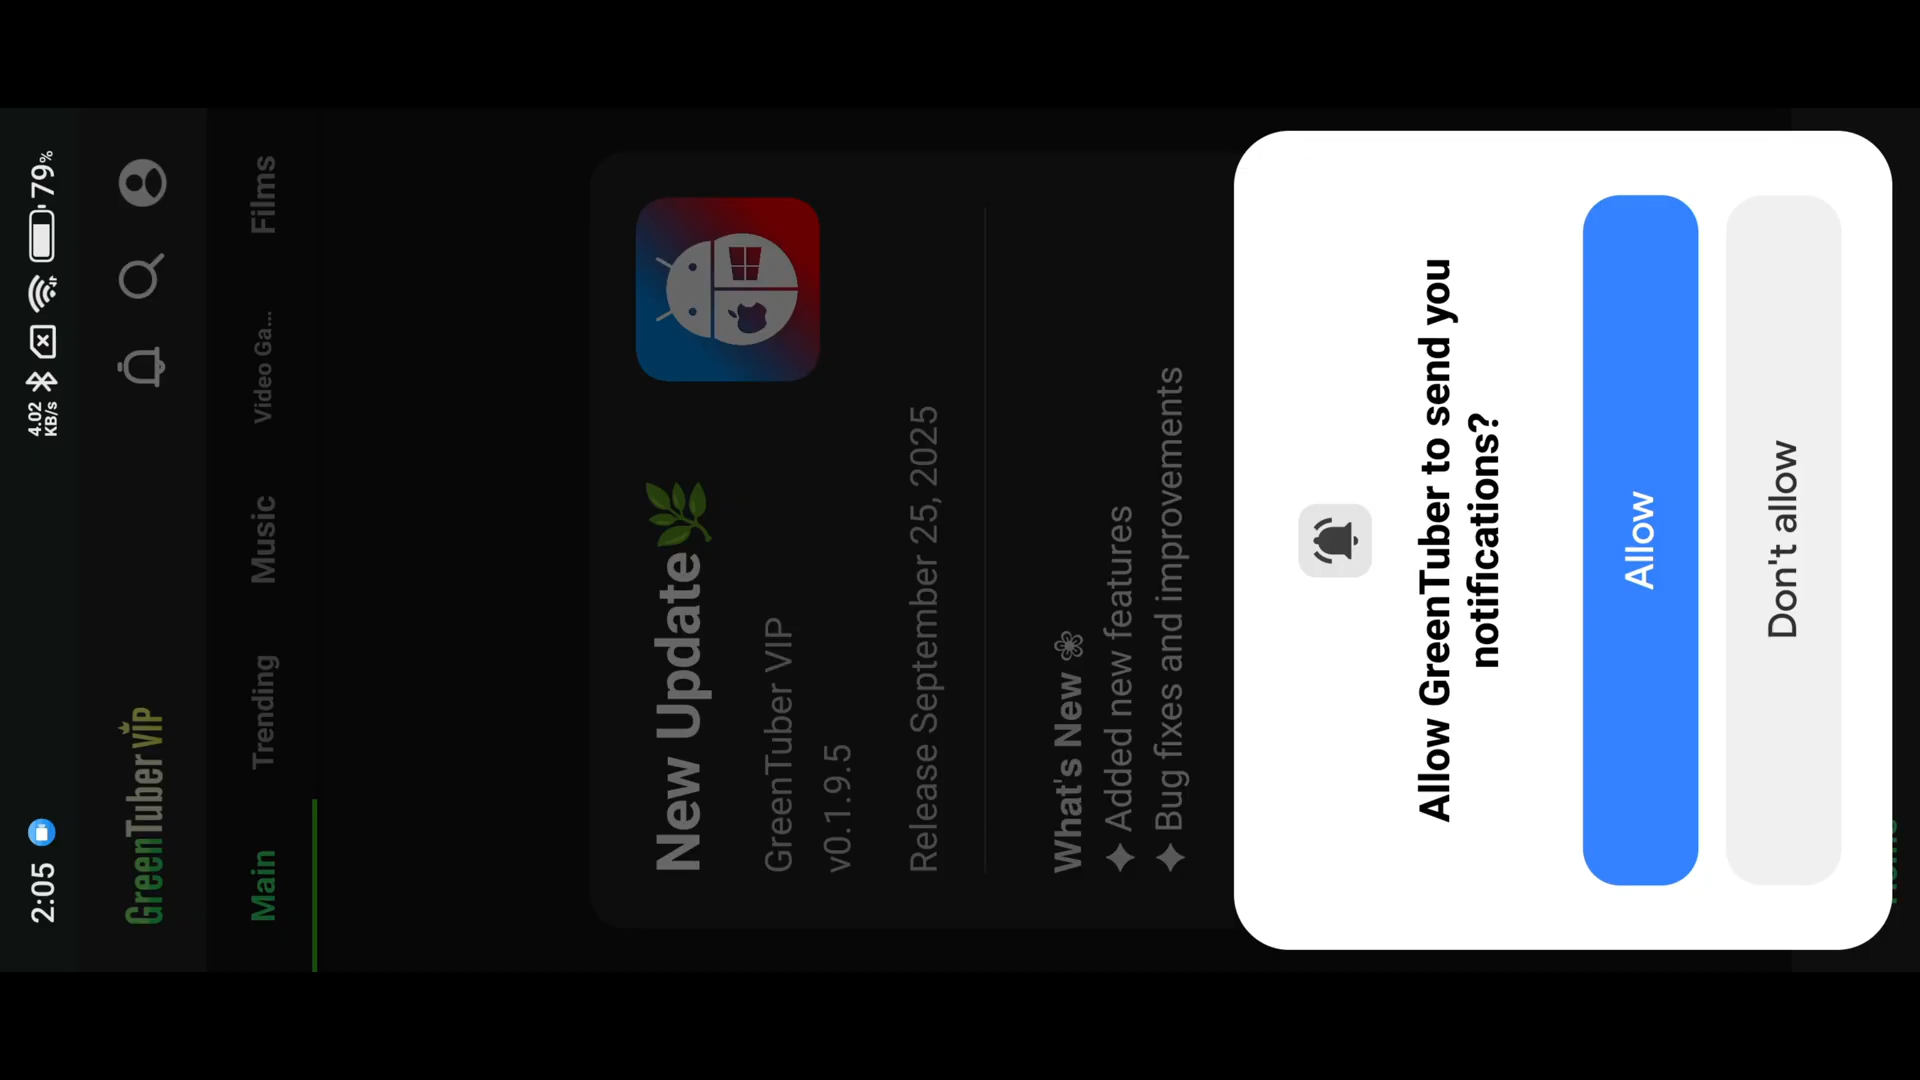 2:05
4.02
KB/s
79%
GreenTuber VIP
Main
Trending
Music
Video Ga...
Films
New Update
GreenTuber VIP
v0.1.9.5
Release September 25, 2025
What's New ❀
✦ Added new features
✦ Bug fixes and improvements
Allow GreenTuber to send you
notifications?
Allow
Don't allow